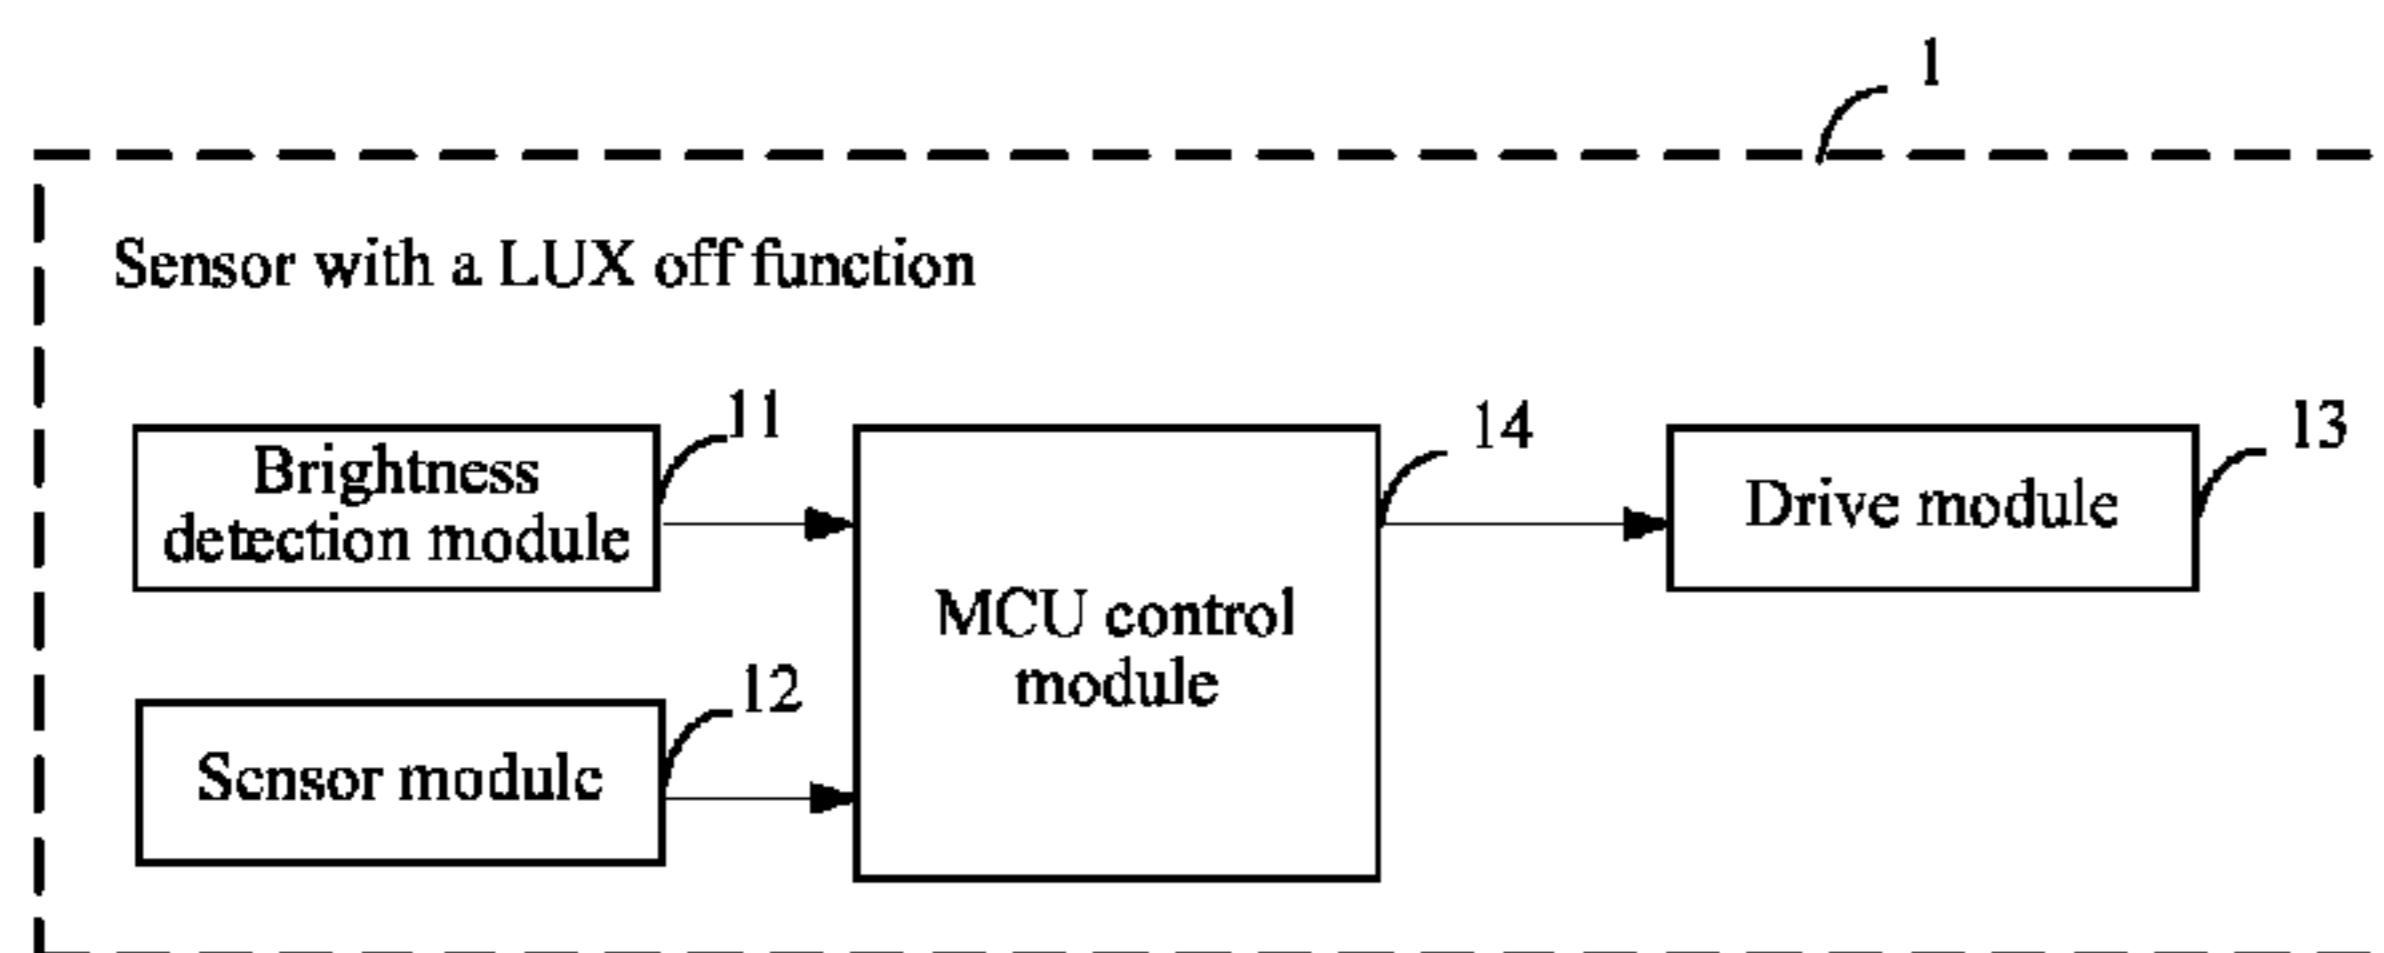 1
Sensor with a LUX off function
11
14
13
Brightness
detection module
Drive module
MCU control
module
12
Sensor module